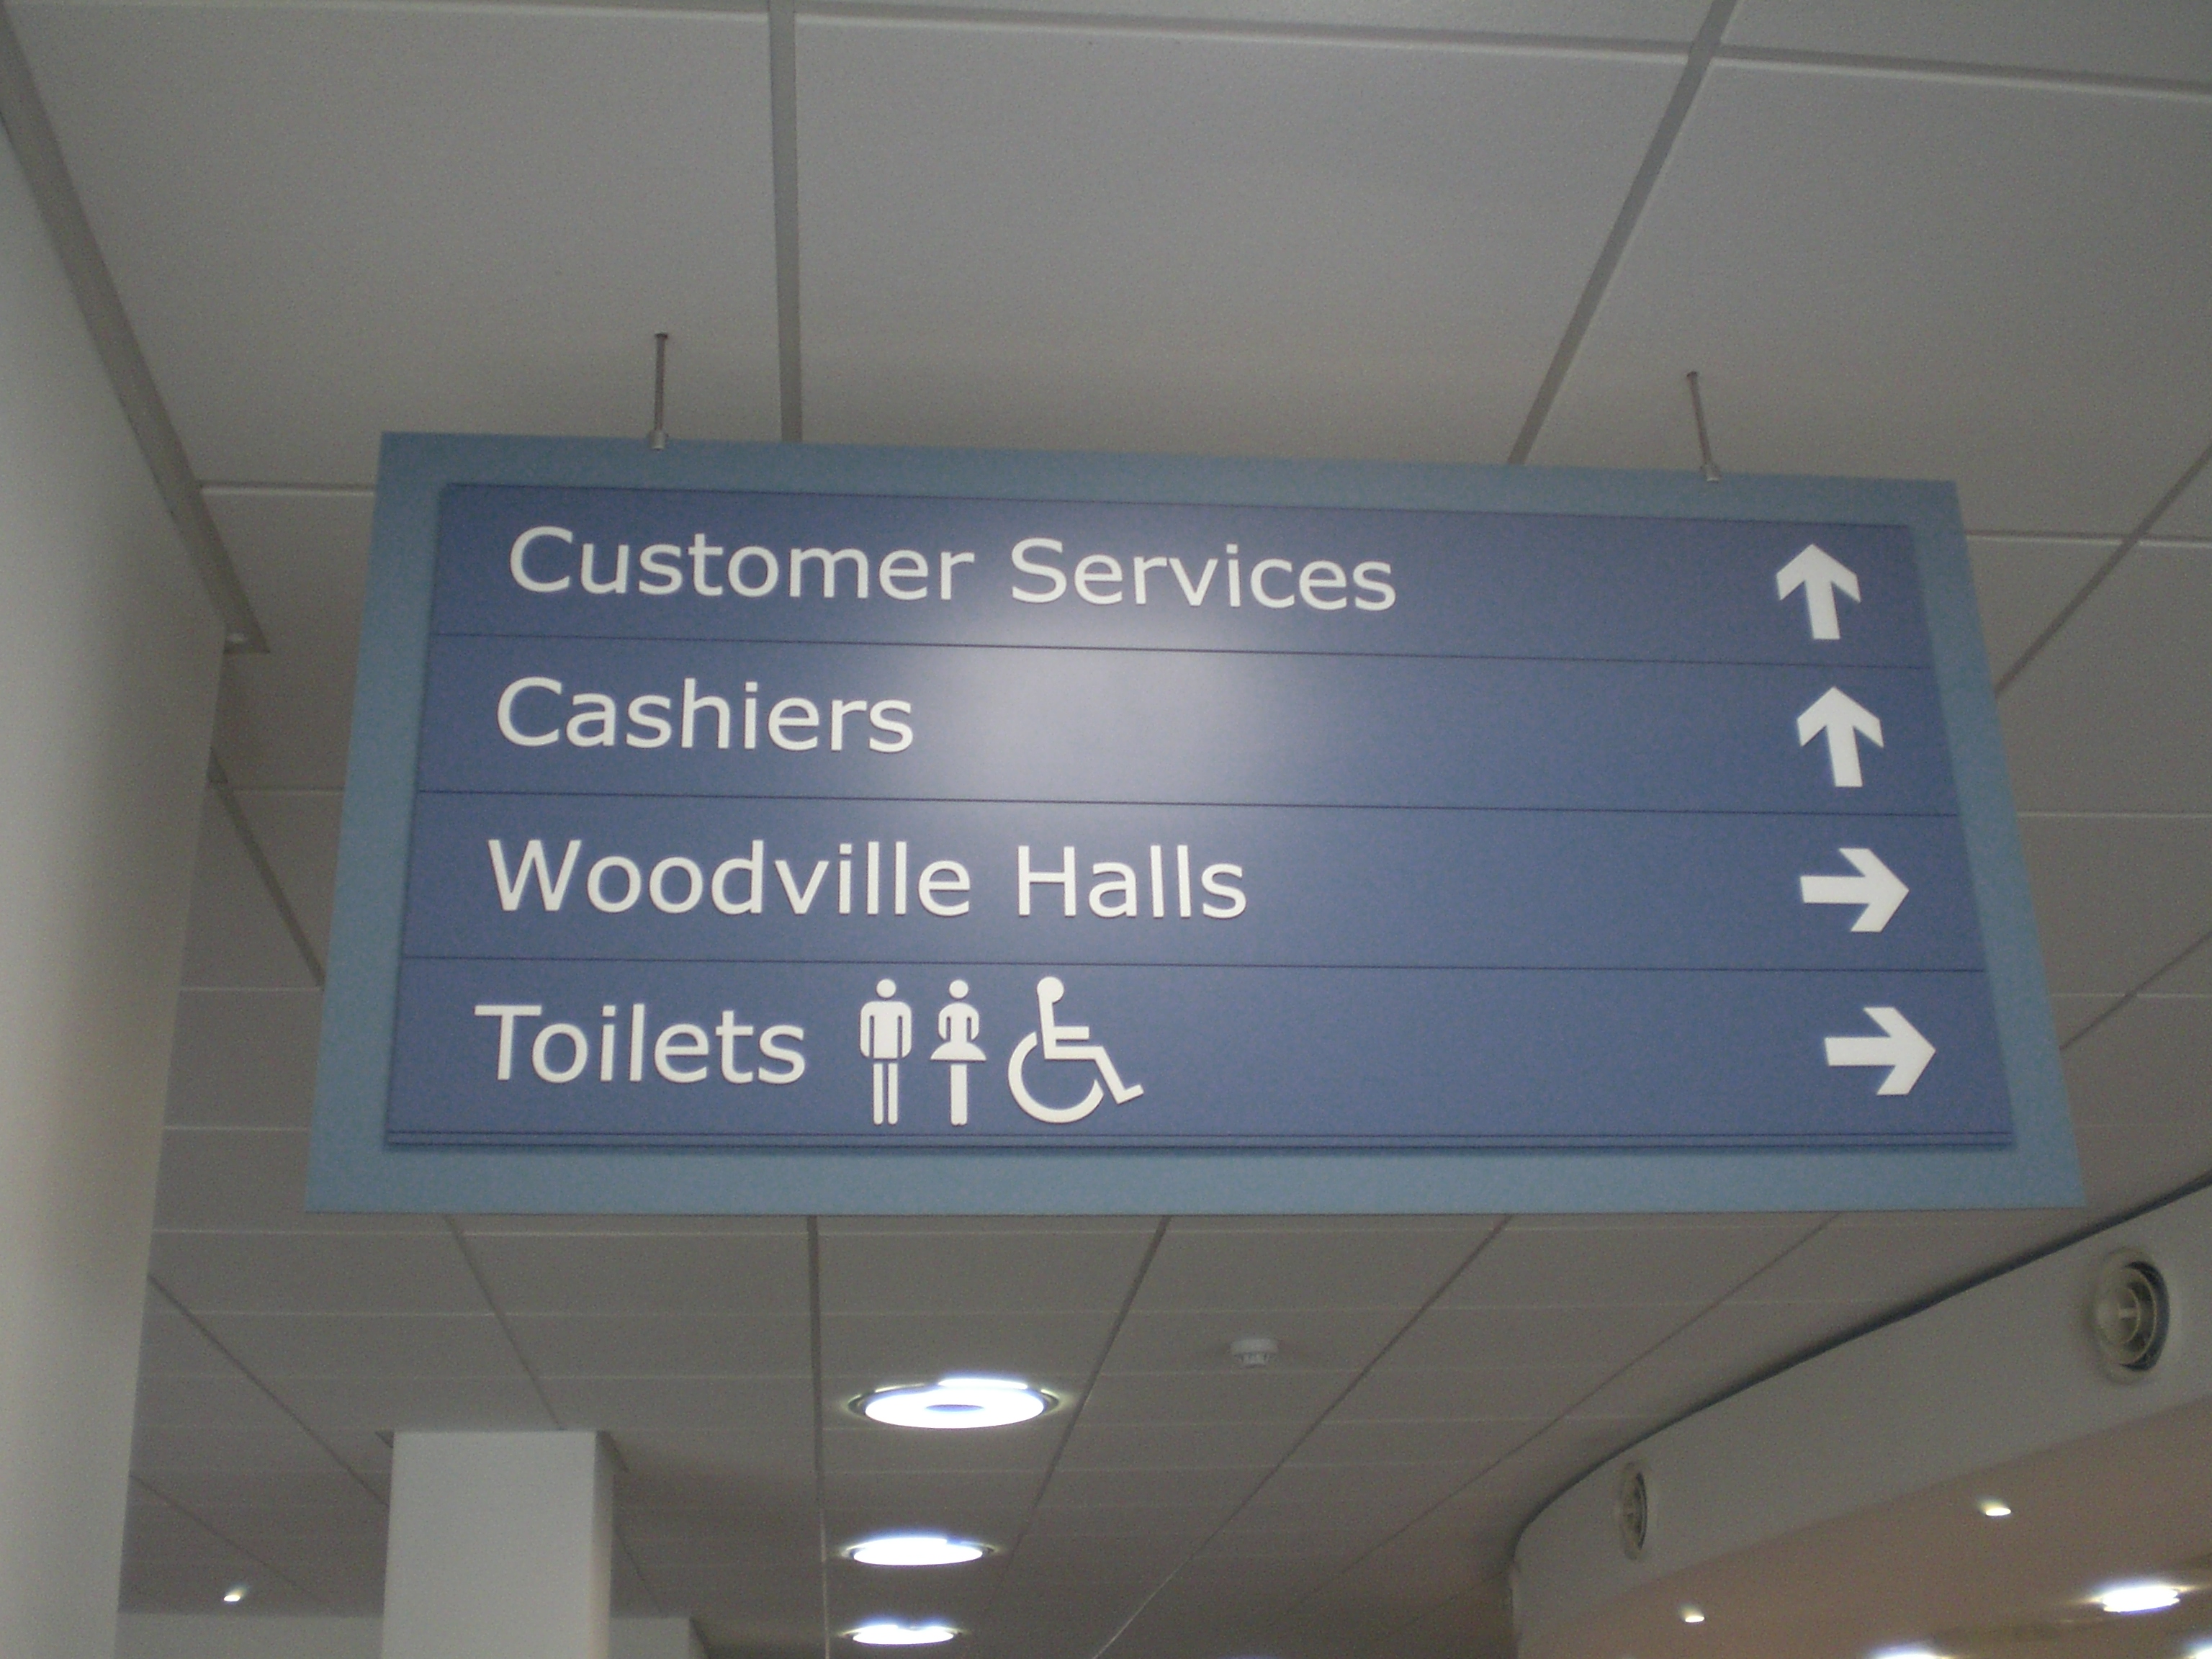 Customer Services
Cashiers
Woodville Halls
Toilets